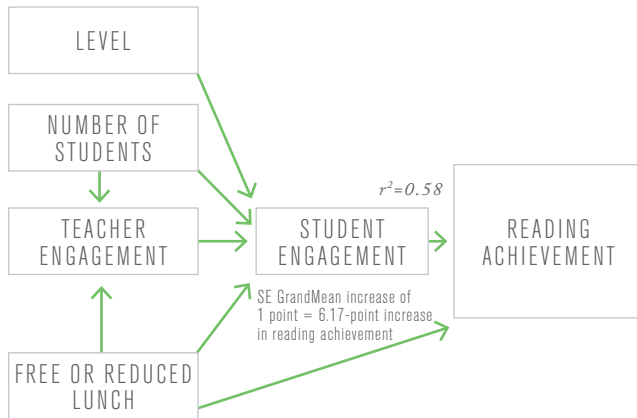 LEVEL
NUMBER OF
STUDENTS
TEACHER
ENGAGEMENT
r²=0.58
STUDENT
ENGAGEMENT
SE GrandMean increase of
1 point = 6.17-point increase
in reading achievement
READING
ACHIEVEMENT
FREE OR REDUCED
LUNCH